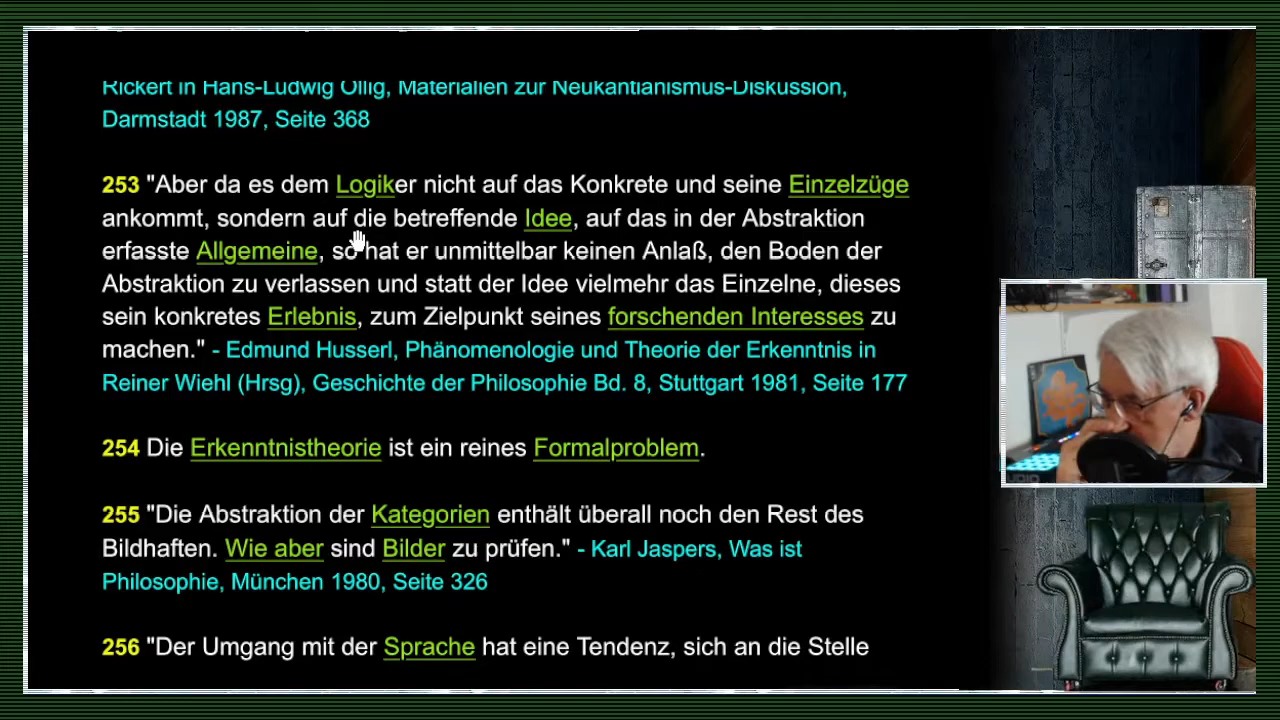 Rickert in Hans-Ludwig Ollig, Materialien zur Neukantianismus-Diskussion,
Darmstadt 1987, Seite 368
253 "Aber da es dem Logiker nicht auf das Konkrete und seine Einzelzüge
ankommt, sondern auf die betreffende Idee, auf das in der Abstraktion
erfasste Allgemeine, so hat er unmittelbar keinen Anlaß, den Boden der
Abstraktion zu verlassen und statt der Idee vielmehr das Einzelne, dieses
sein konkretes Erlebnis, zum Zielpunkt seines forschenden Interesses zu
machen." - Edmund Husserl, Phänomenologie und Theorie der Erkenntnis in
Reiner Wiehl (Hrsg), Geschichte der Philosophie Bd. 8, Stuttgart 1981, Seite 177
254 Die Erkenntnistheorie ist ein reines Formalproblem.
255 "Die Abstraktion der Kategorien enthält überall noch den Rest des
Bildhaften. Wie aber sind Bilder zu prüfen." - Karl Jaspers, Was ist
Philosophie, München 1980, Seite 326
256 "Der Umgang mit der Sprache hat eine Tendenz, sich an die Stelle